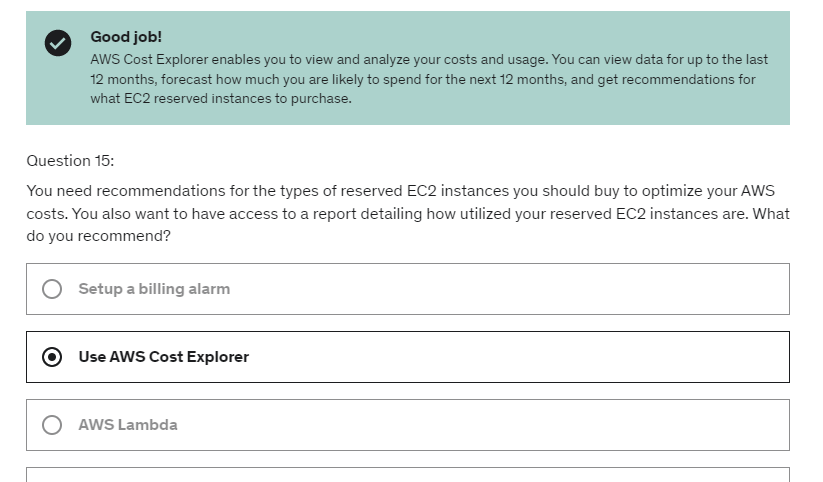 Good job!
AWS Cost Explorer enables you to view and analyze your costs and usage. You can view data for up to the last
12 months, forecast how much you are likely to spend for the next 12 months, and get recommendations for
what EC2 reserved instances to purchase.
Question 15:
You need recommendations for the types of reserved EC2 instances you should buy to optimize your AWS
costs. You also want to have access to a report detailing how utilized your reserved EC2 instances are. What
do you recommend?
Setup a billing alarm
Use AWS Cost Explorer
AWS Lambda